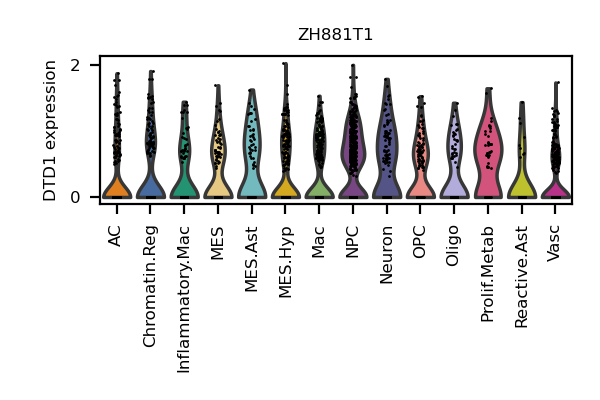 ZH881T1
DTD1 expression
2
0
AC
Chromatin.Reg
Inflammatory.Mac
MES
MES.Ast
MES.Hyp
Mac
NPC
Neuron
OPC
Oligo
Prolif.Metab
Reactive.Ast
Vasc